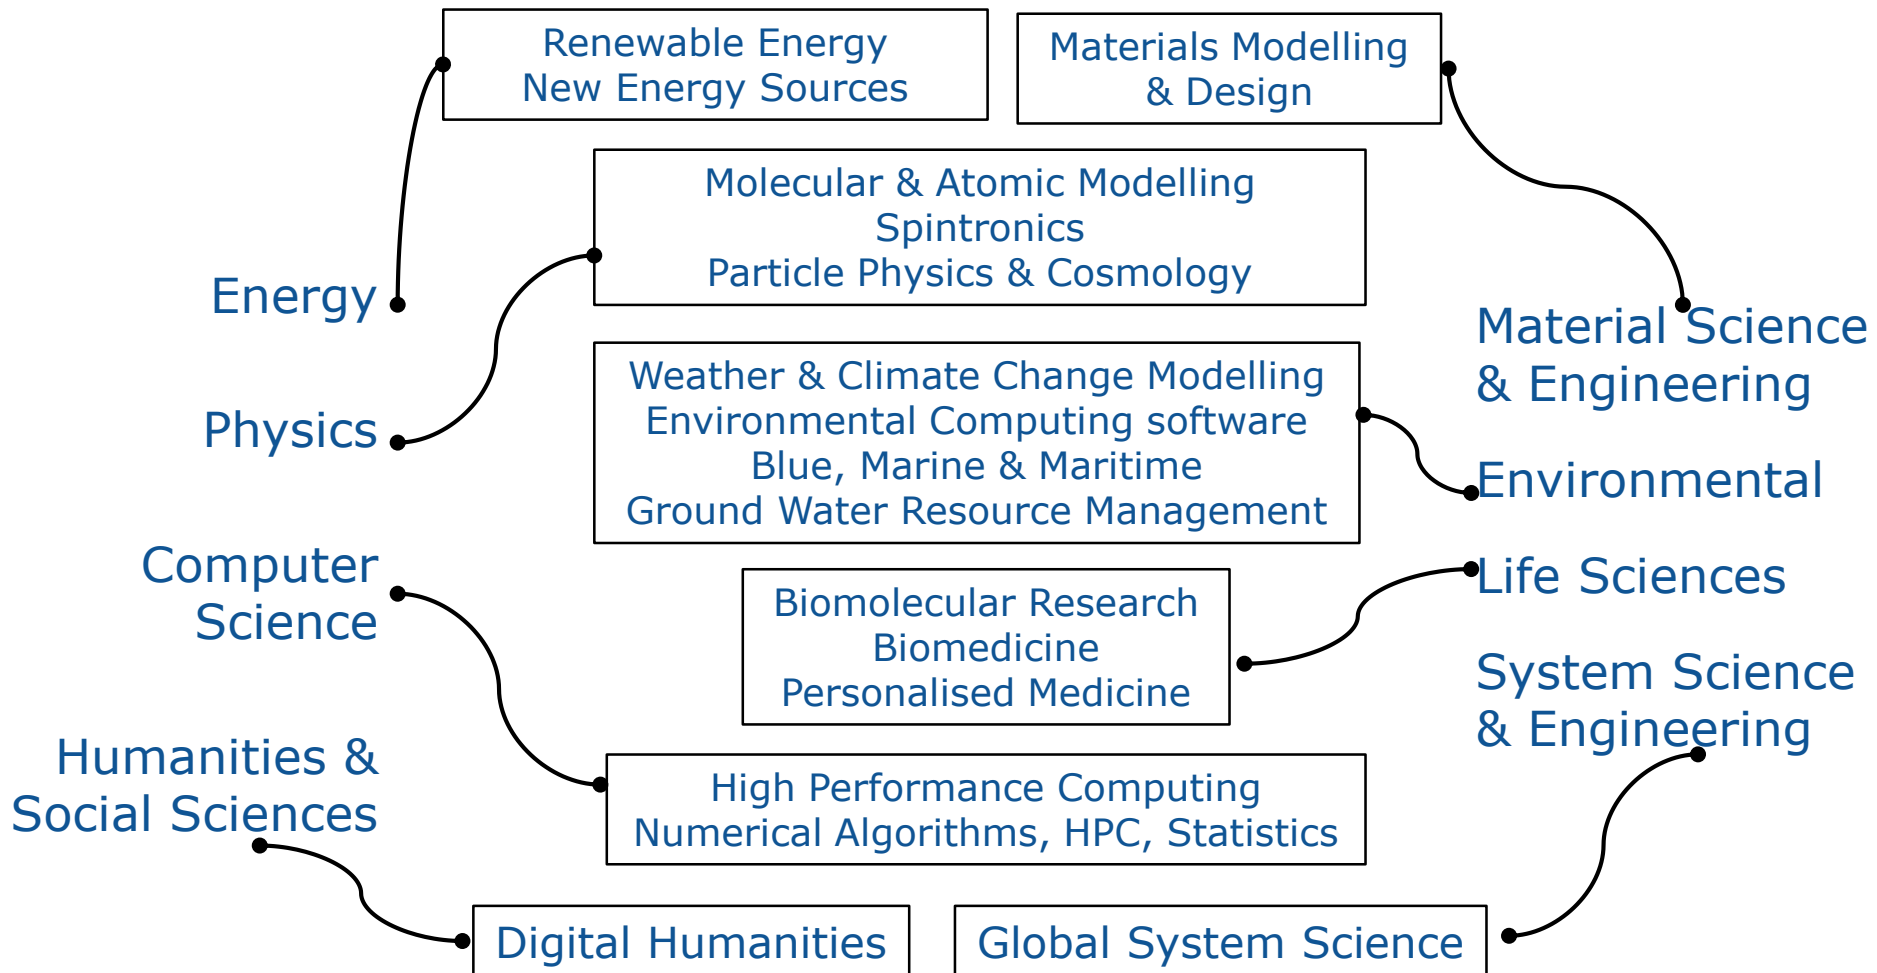 Renewable Energy
New Energy Sources
Materials Modelling
& Design
Molecular & Atomic Modelling
Spintronics
Particle Physics & Cosmology
Energy
Physics
Computer
Science
Humanities &
Social Sciences
Weather & Climate Change Modelling
Environmental Computing software
Blue, Marine & Maritime
Ground Water Resource Management
Biomolecular Research
Biomedicine
Personalised Medicine
High Performance Computing
Numerical Algorithms, HPC, Statistics
Material Science
& Engineering
Environmental
Life Sciences
System Science
& Engineering
Digital Humanities
Global System Science